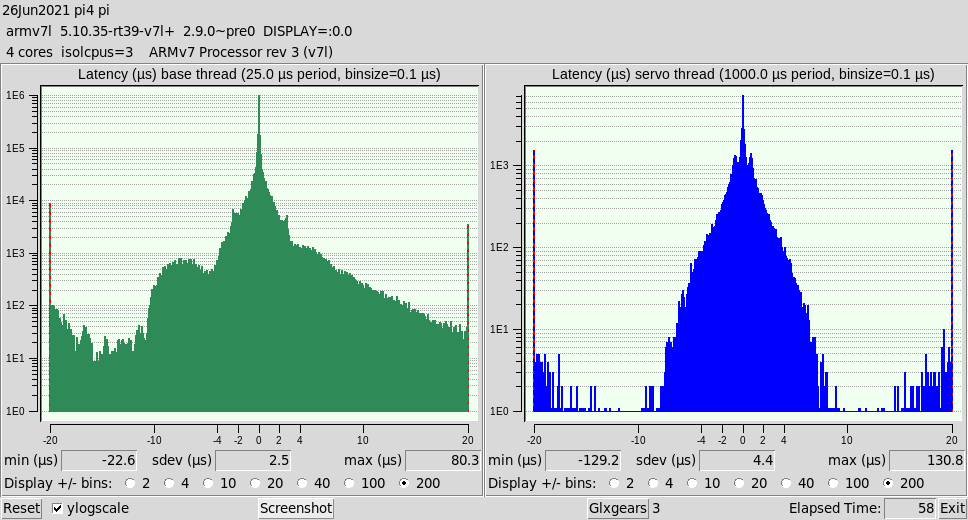 26Jun2021 pi4 pi
armv7l 5.10.35-rt39-v7l+ 2.9.0~pre0 DISPLAY=:0.0
4 cores isolcpus=3 ARMv7 Processor rev 3 (v7l)
Latency (µs) base thread (25.0 µs period, binsize=0.1 µs)
1E6
1E5
1E4
1E3
1E2
1E1
1E0
-20 -10 -4 -2 0 2 4 10 20
min (µs) -22.6 sdev (µs) 2.5 max (µs) 80.3
Display +/- bins: 2 4 10 20 40 100 200
Latency (µs) servo thread (1000.0 µs period, binsize=0.1 µs)
1E3
1E2
1E1
1E0
-20 -10 -4 -2 0 2 4 10 20
min (µs) -129.2 sdev (µs) 4.4 max (µs) 130.8
Display +/- bins: 2 4 10 20 40 100 200
Reset ylogscale Screenshot Glxgears 3 Elapsed Time: 58 Exit